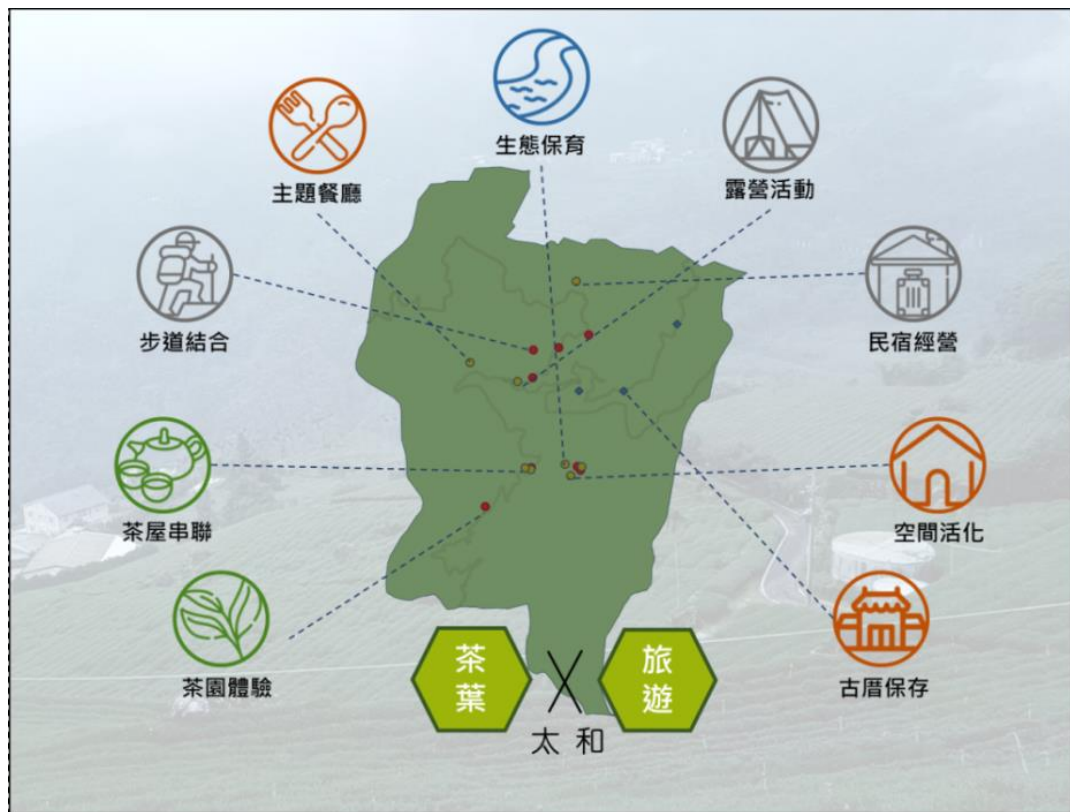 生態保育
主題餐廳
露營活動
步道結合
民宿經營
茶屋串聯
空間活化
茶園體驗
古厝保存
茶葉
旅遊
太和